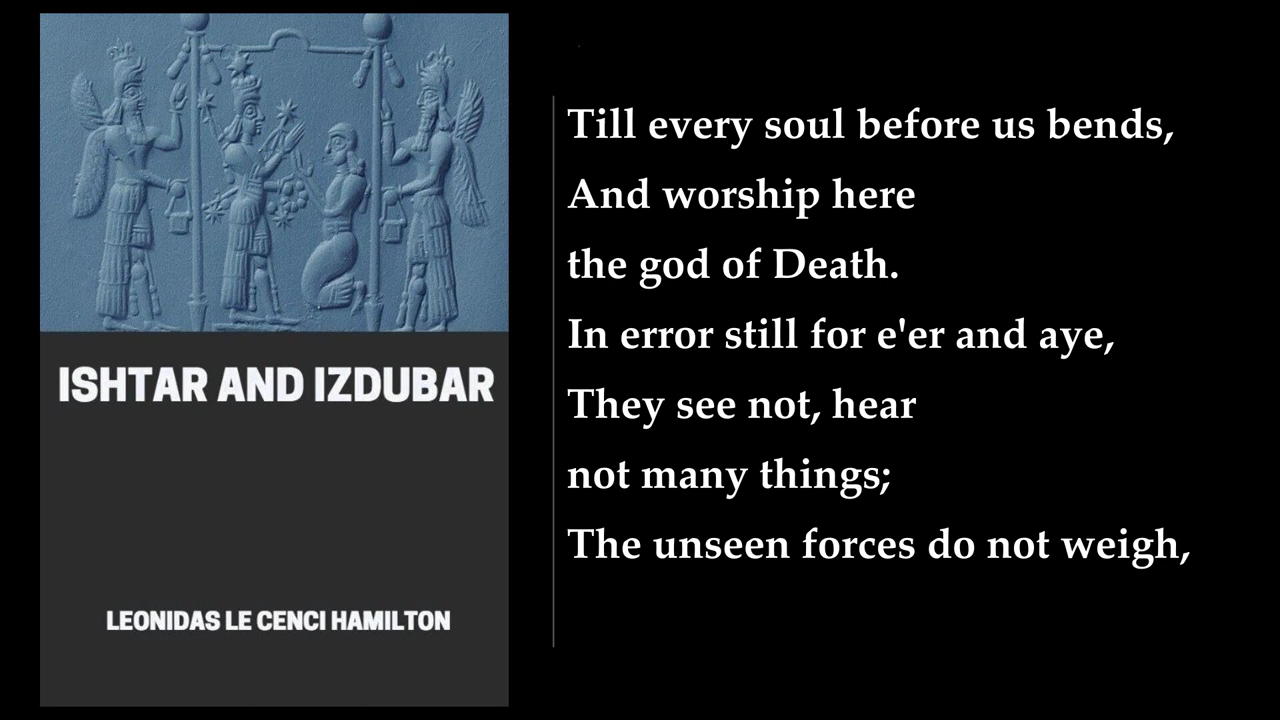 ISHTAR AND IZDUBAR
LEONIDAS LE CENCI HAMILTON
Till every soul before us bends,
And worship here
the god of Death.
In error still for e'er and aye,
They see not, hear
not many things;
The unseen forces do not weigh,